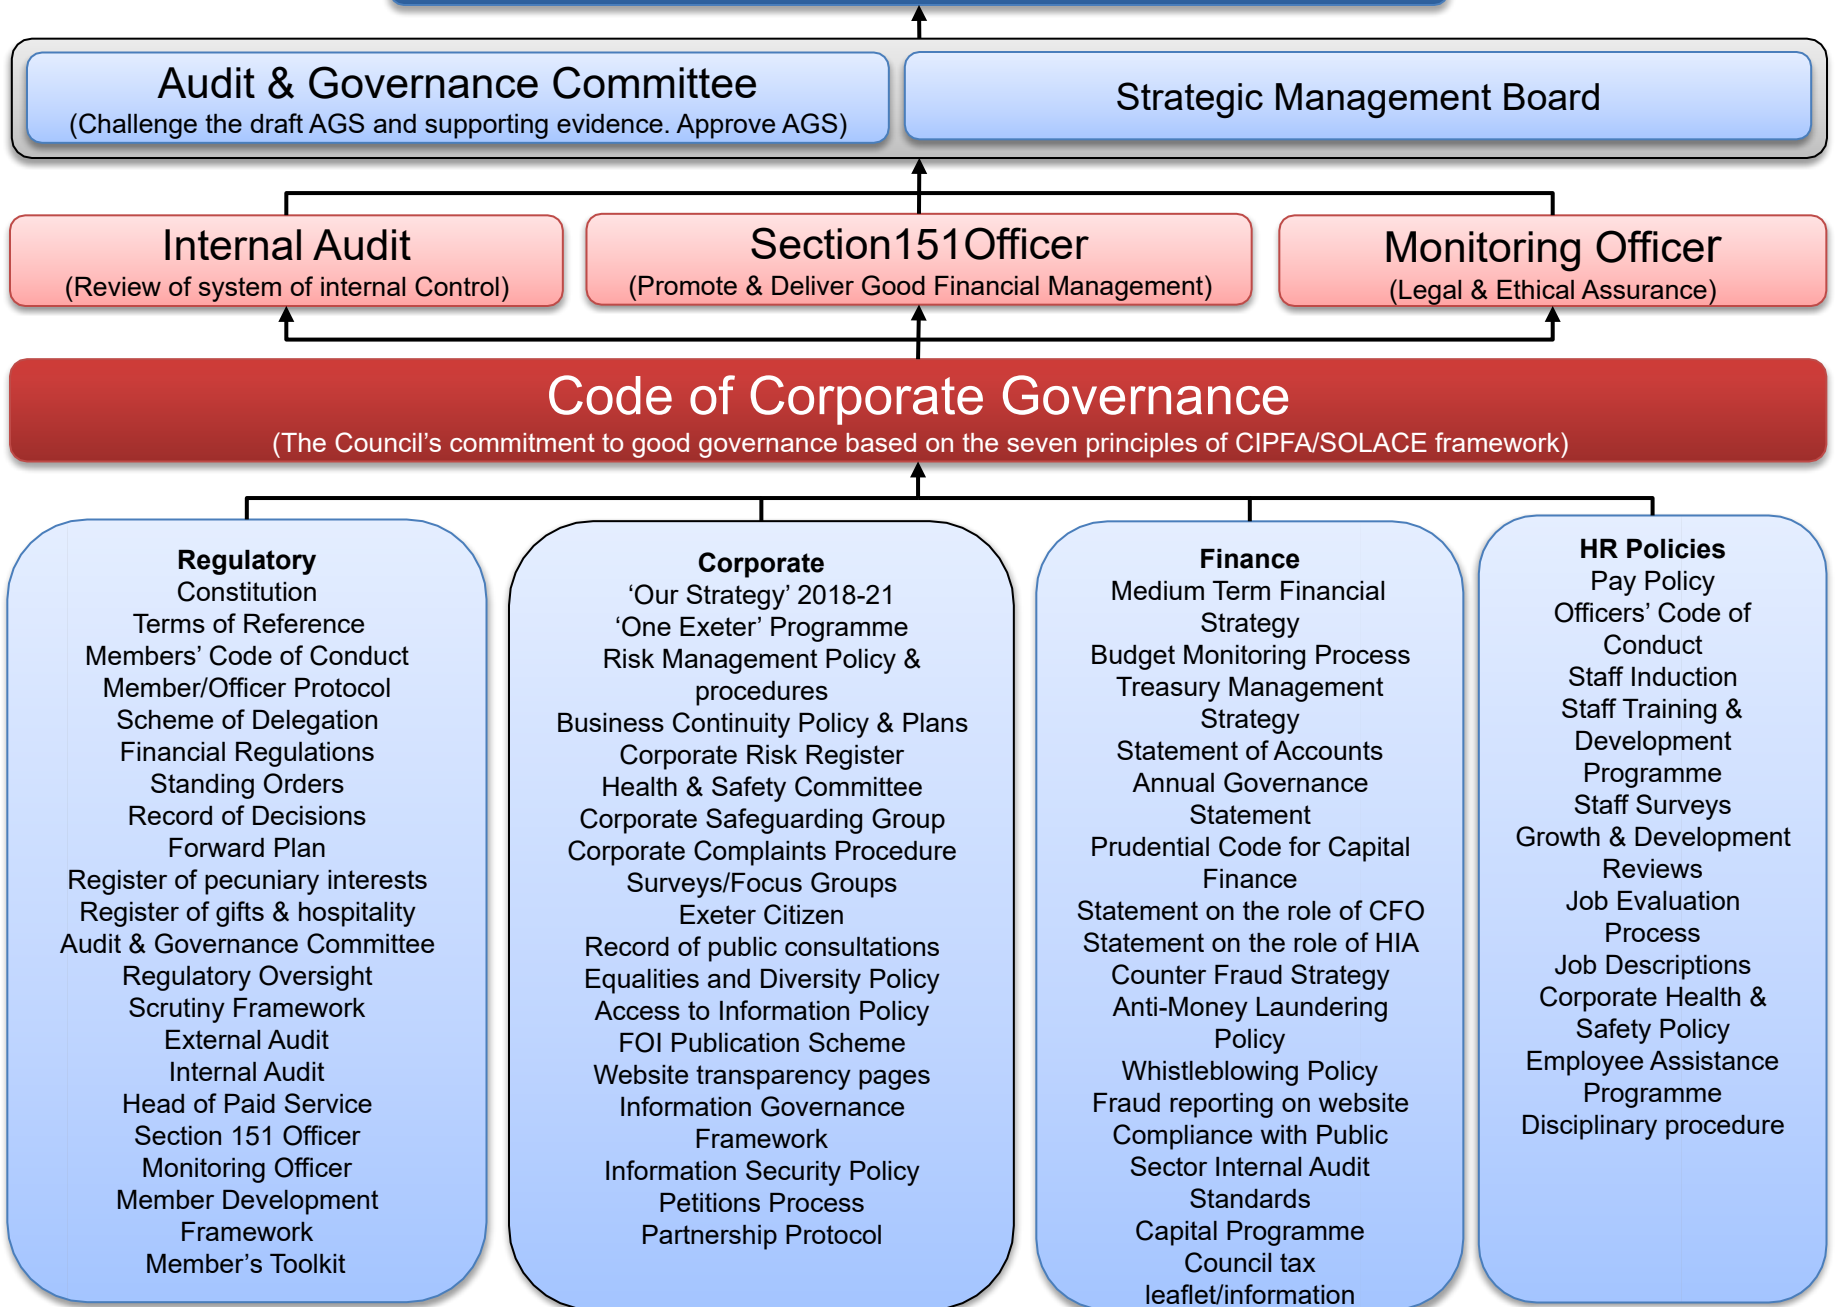 Audit & Governance Committee
(Challenge the draft AGS and supporting evidence. Approve AGS)
Strategic Management Board
Internal Audit
(Review of system of internal Control)
Section151Officer
(Promote & Deliver Good Financial Management)
Monitoring Officer
(Legal & Ethical Assurance)
Code of Corporate Governance
(The Council’s commitment to good governance based on the seven principles of CIPFA/SOLACE framework)
Regulatory
Constitution
Terms of Reference
Members’ Code of Conduct
Member/Officer Protocol
Scheme of Delegation
Financial Regulations
Standing Orders
Record of Decisions
Forward Plan
Register of pecuniary interests
Register of gifts & hospitality
Audit & Governance Committee
Regulatory Oversight
Scrutiny Framework
External Audit
Internal Audit
Head of Paid Service
Section 151 Officer
Monitoring Officer
Member Development
Framework
Member’s Toolkit
Corporate
‘Our Strategy’ 2018-21
‘One Exeter’ Programme
Risk Management Policy &
procedures
Business Continuity Policy & Plans
Corporate Risk Register
Health & Safety Committee
Corporate Safeguarding Group
Corporate Complaints Procedure
Surveys/Focus Groups
Exeter Citizen
Record of public consultations
Equalities and Diversity Policy
Access to Information Policy
FOI Publication Scheme
Website transparency pages
Information Governance
Framework
Information Security Policy
Petitions Process
Partnership Protocol
Finance
Medium Term Financial
Strategy
Budget Monitoring Process
Treasury Management
Strategy
Statement of Accounts
Annual Governance
Statement
Prudential Code for Capital
Finance
Statement on the role of CFO
Statement on the role of HIA
Counter Fraud Strategy
Anti-Money Laundering
Policy
Whistleblowing Policy
Fraud reporting on website
Compliance with Public
Sector Internal Audit
Standards
Capital Programme
Council tax
leaflet/information
HR Policies
Pay Policy
Officers’ Code of
Conduct
Staff Induction
Staff Training &
Development
Programme
Staff Surveys
Growth & Development
Reviews
Job Evaluation
Process
Job Descriptions
Corporate Health &
Safety Policy
Employee Assistance
Programme
Disciplinary procedure